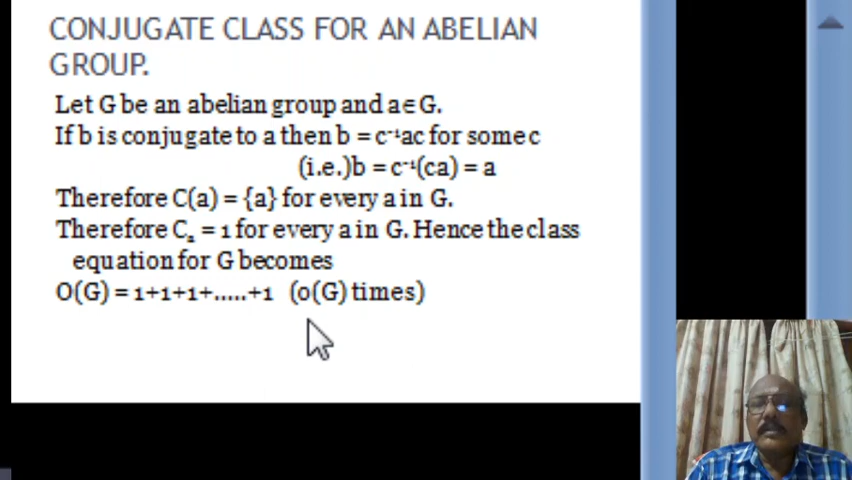 CONJUGATE CLASS FOR AN ABELIAN
GROUP.
Let G be an abelian group and a∈G.
If b is conjugate to a then b = c⁻¹ac for some c
(i.e.)b = c⁻¹(ca) = a
Therefore C(a) = {a} for every a in G.
Therefore Cₐ = 1 for every a in G. Hence the class
equation for G becomes
O(G) = 1+1+1+.....+1 (o(G) times)